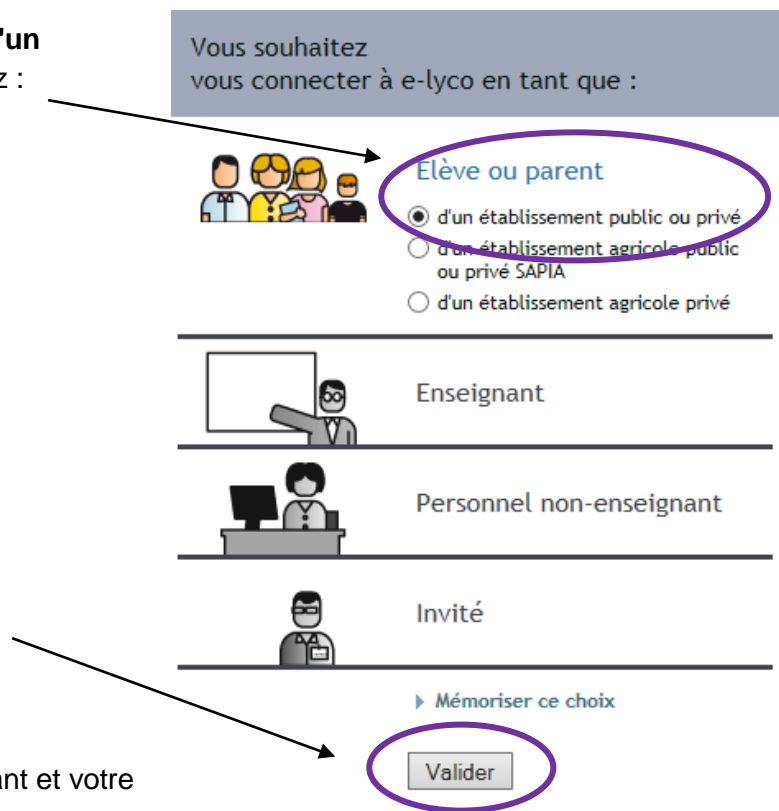 'un
Vous souhaitez
vous connecter à e-lyco en tant que :
z :
Elève ou parent
d'un établissement public ou privé
d'un établissement agricole public
ou privé SAPIA
d'un établissement agricole privé
Enseignant
Personnel non-enseignant
Invité
Mémoriser ce choix
Valider
ant et votre